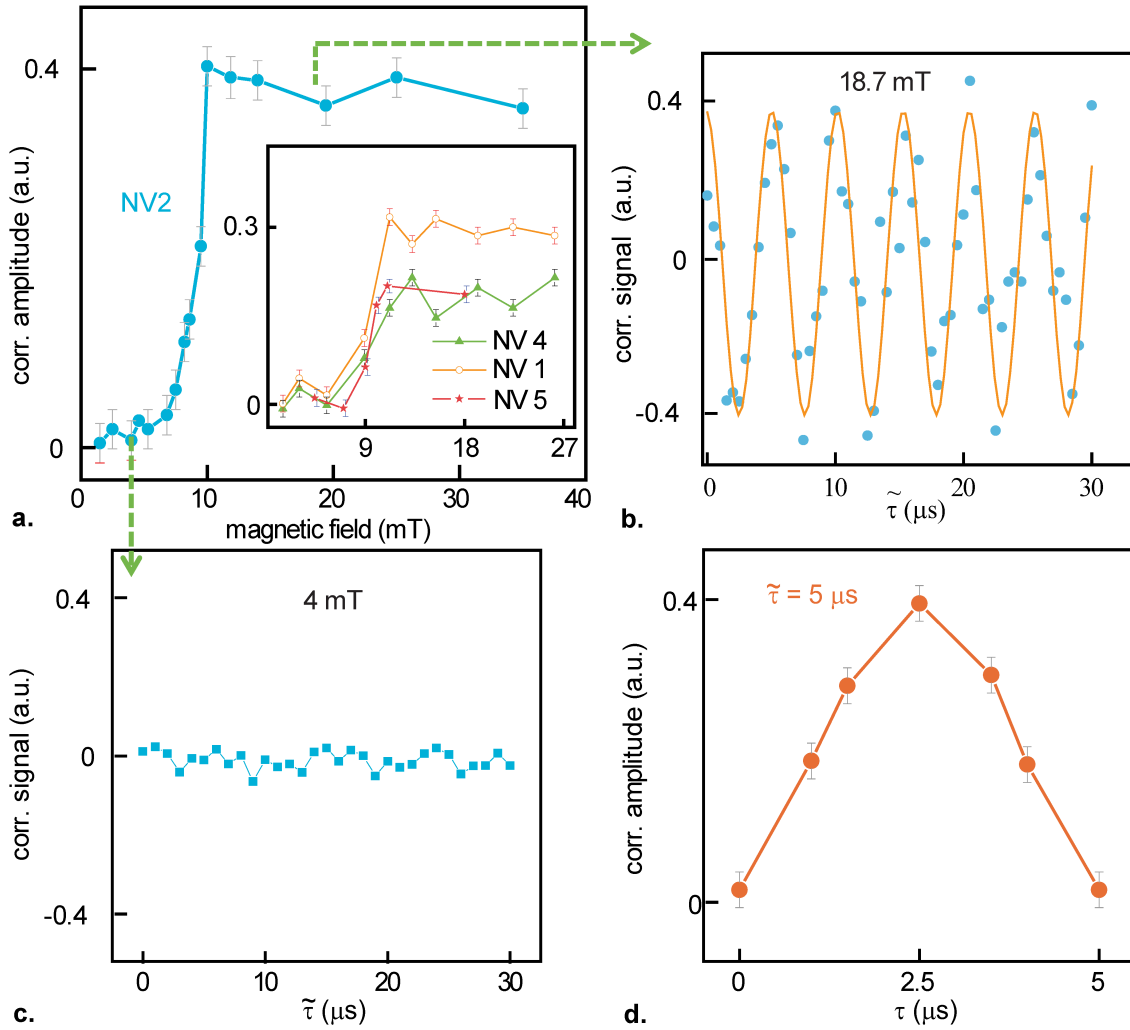 0.4
0
corr. amplitude (a.u.)
NV2
0.3
0
NV 4
NV 1
NV 5
9 18 27
0 10 20 30 40
magnetic field (mT)
a.
18.7 mT
0.4
0
-0.4
corr. signal (a.u.)
0 10 20 30
τ̃ (μs)
b.
4 mT
0.4
0
-0.4
corr. signal (a.u.)
0 10 20 30
τ̃ (μs)
c.
τ̃ = 5 μs
0.4
0
corr. amplitude (a.u.)
0 2.5 5
τ (μs)
d.